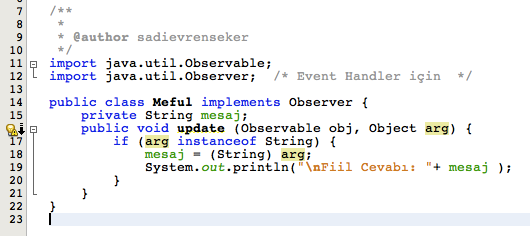 7 /**
8 *
9 * @author sadievrenseker
10 */
11 import java.util.Observable;
12 import java.util.Observer; /* Event Handler için */
13
14 public class Meful implements Observer {
15 private String mesaj;
public void update (Observable obj, Object arg) {
17 if (arg instanceof String) {
18 mesaj = (String) arg;
19 System.out.println("\nFiil Cevabı: "+ mesaj );
20 }
21 }
22 }
23